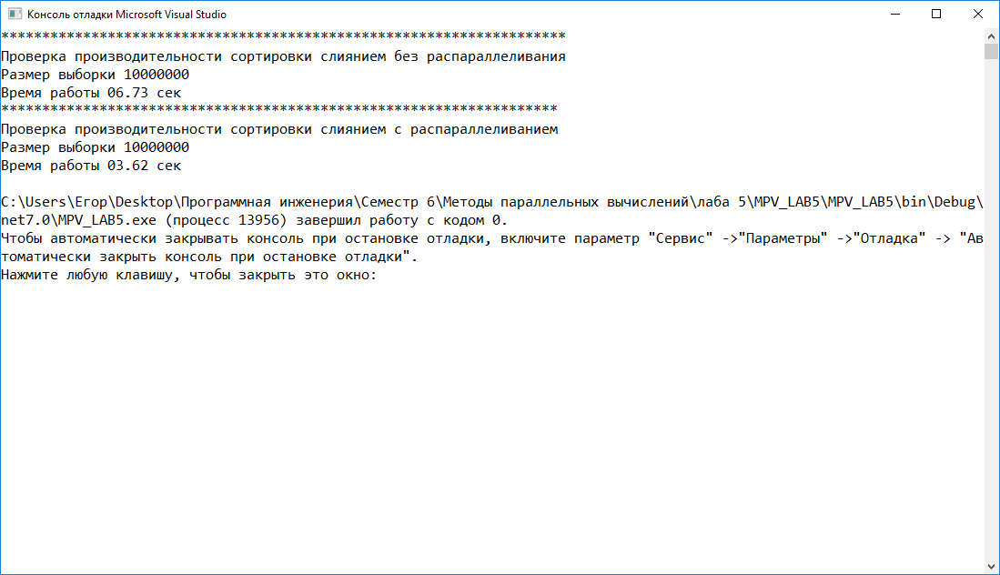 Консоль отладки Microsoft Visual Studio
*********************************************************************
Проверка производительности сортировки слиянием без распараллеливания
Размер выборки 10000000
Время работы 06.73 сек
********************************************************************
Проверка производительности сортировки слиянием с распараллеливанием
Размер выборки 10000000
Время работы 03.62 сек
C:\Users\Егор\Desktop\Программная инженерия\Семестр 6\Методы параллельных вычислений\лаба 5\MPV_LAB5\MPV_LAB5\bin\Debug\
net7.0\MPV_LAB5.exe (процесс 13956) завершил работу с кодом 0.
Чтобы автоматически закрывать консоль при остановке отладки, включите параметр "Сервис" ->"Параметры" ->"Отладка" -> "Ав
томатически закрыть консоль при остановке отладки".
Нажмите любую клавишу, чтобы закрыть это окно: